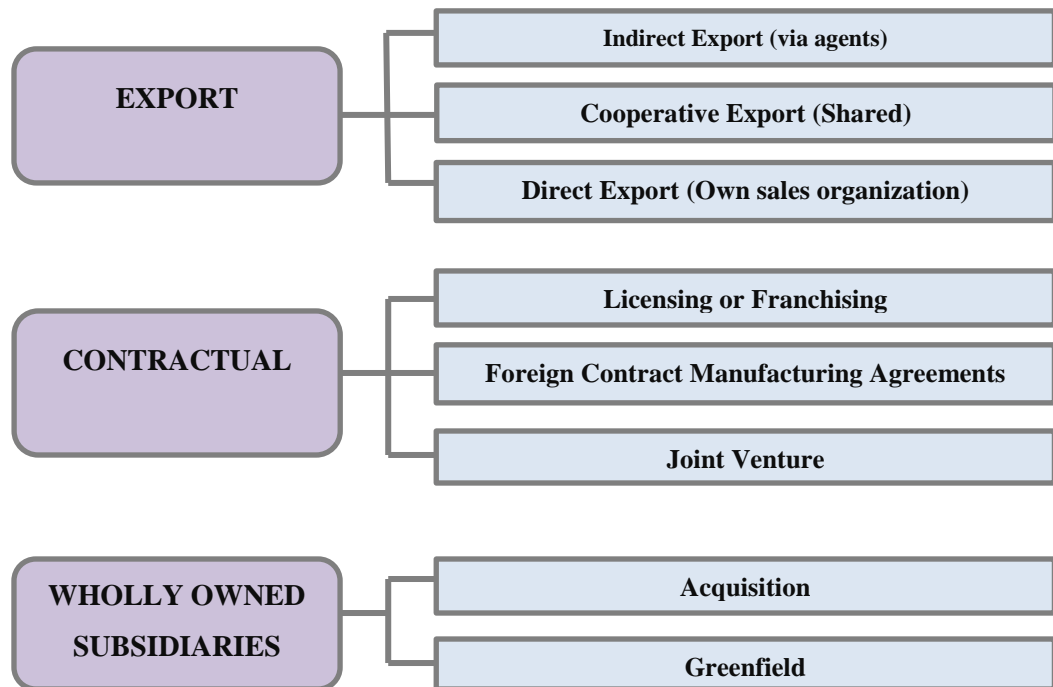 EXPORT
Indirect Export (via agents)
Cooperative Export (Shared)
Direct Export (Own sales organization)
CONTRACTUAL
Licensing or Franchising
Foreign Contract Manufacturing Agreements
Joint Venture
WHOLLY OWNED
SUBSIDIARIES
Acquisition
Greenfield